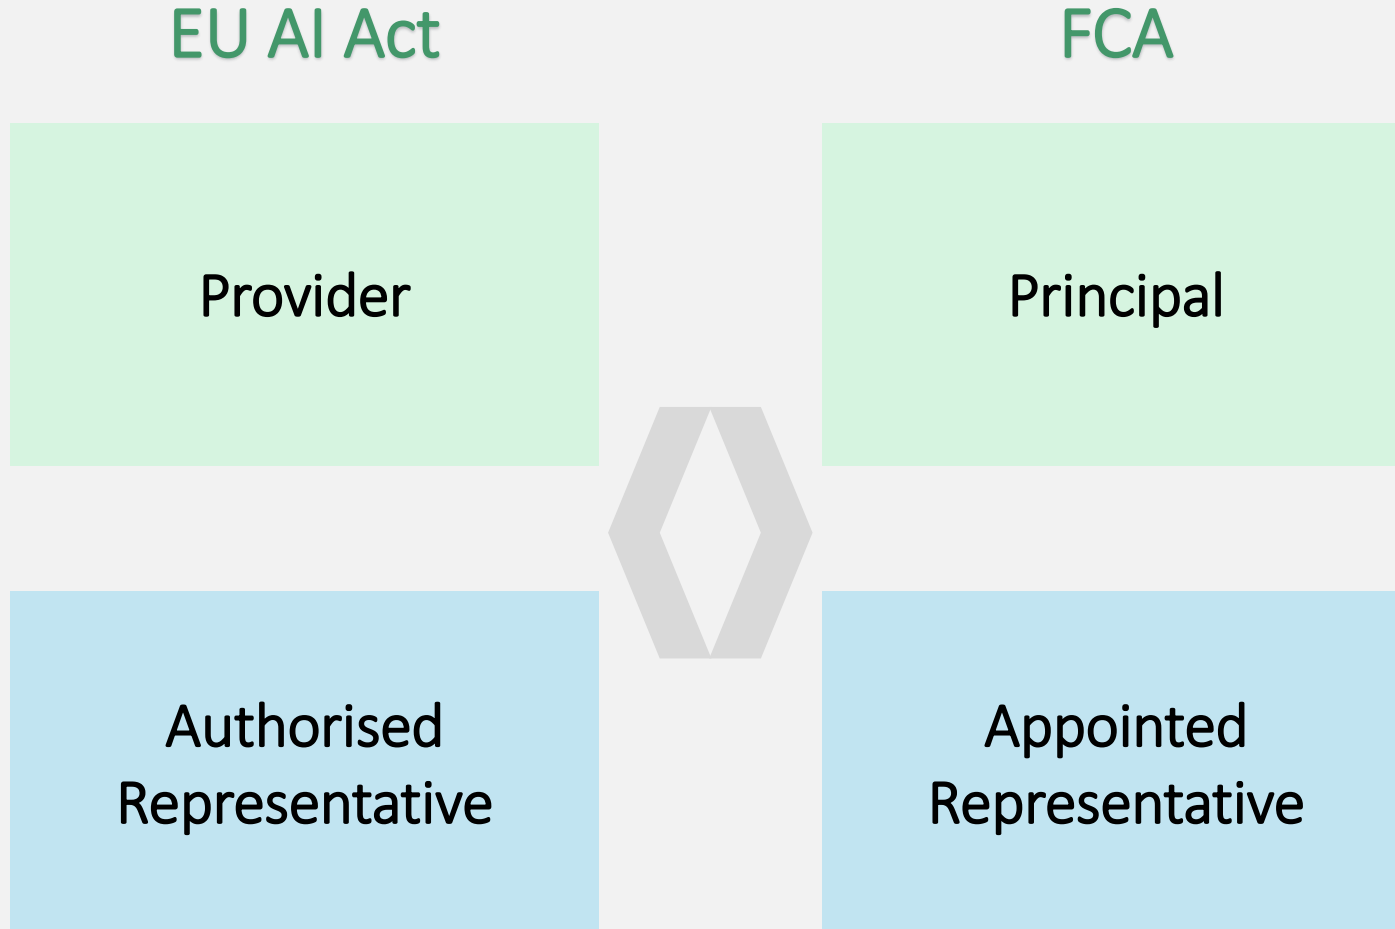 EU AI Act
FCA
Provider
Principal
Authorised
Representative
Appointed
Representative